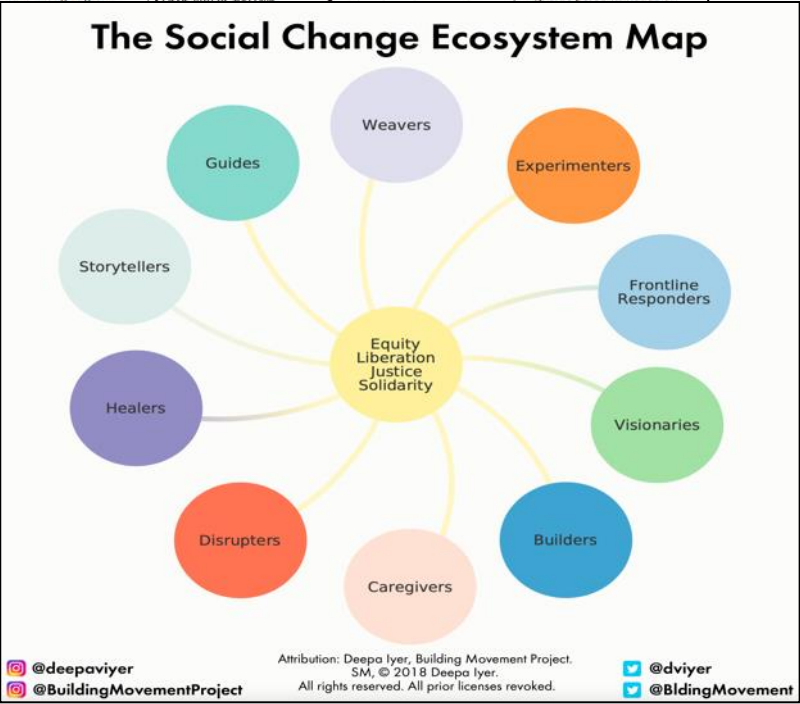 The Social Change Ecosystem Map
Weavers
Guides
Experimenters
Storytellers
Frontline
Responders
Equity
Liberation
Justice
Solidarity
Healers
Visionaries
Disrupters
Builders
Caregivers
Attribution: Deepa Iyer, Building Movement Project.
SM, © 2018 Deepa Iyer.
All rights reserved. All prior licenses revoked.
@deepaviyer
@BuildingMovementProject
@dviyer
@BldingMovement